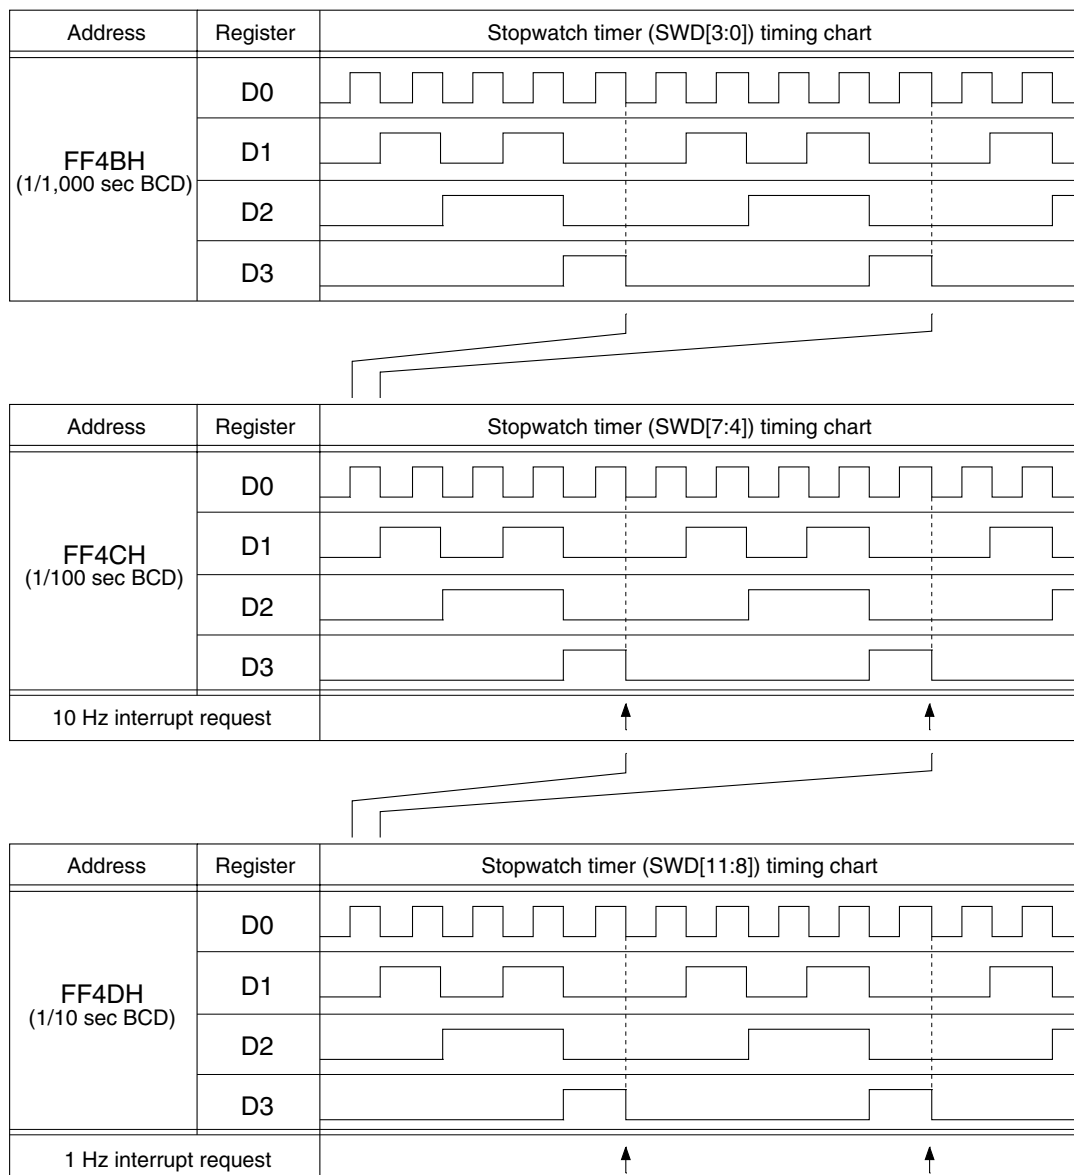 Address Register Stopwatch timer (SWD[3:0]) timing chart
D0
D1
FF4BH
(1/1,000 sec BCD)
D2
D3
Address Register Stopwatch timer (SWD[7:4]) timing chart
D0
D1
FF4CH
(1/100 sec BCD)
D2
D3
10 Hz interrupt request
Address Register Stopwatch timer (SWD[11:8]) timing chart
D0
D1
FF4DH
(1/10 sec BCD)
D2
D3
1 Hz interrupt request